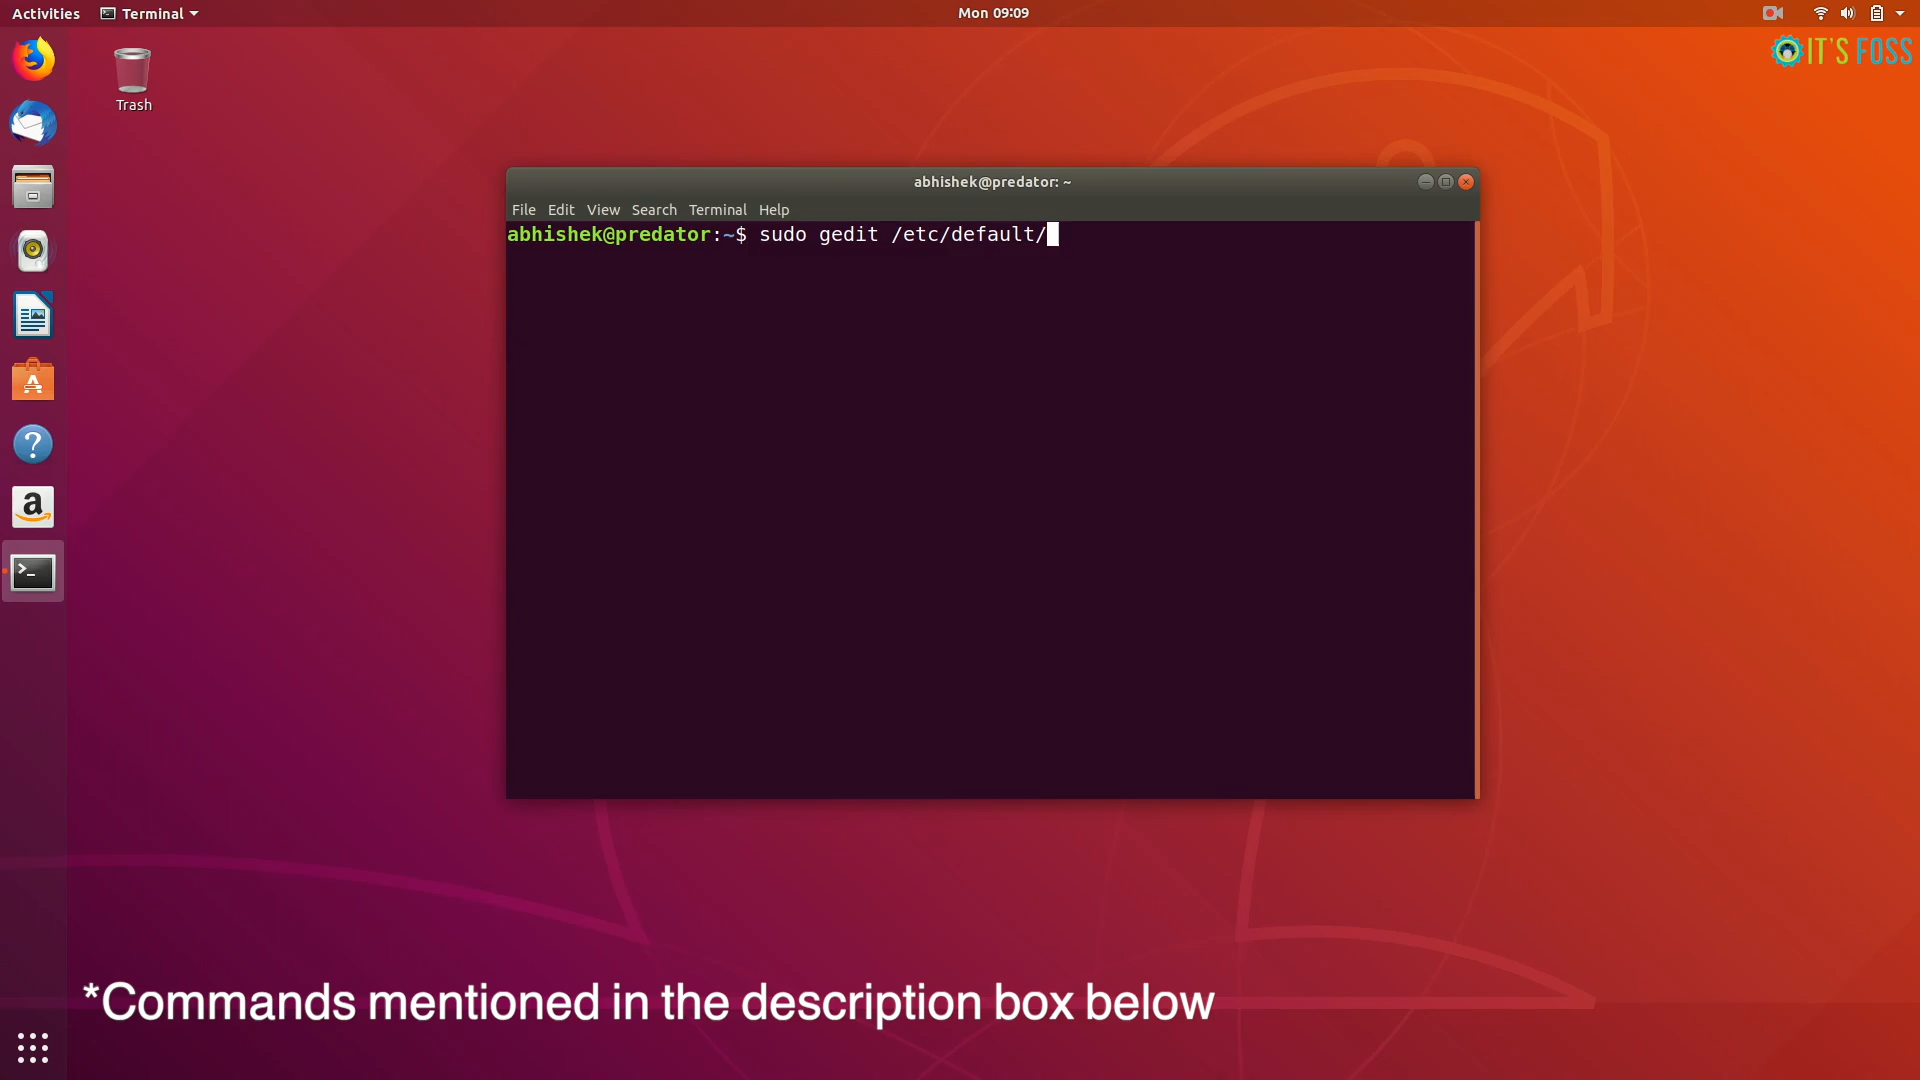 Activities Terminal Mon 09:09
IT'S FOSS
Trash
abhishek@predator: ~
File Edit View Search Terminal Help
abhishek@predator:~$ sudo gedit /etc/default/
*Commands mentioned in the description box below